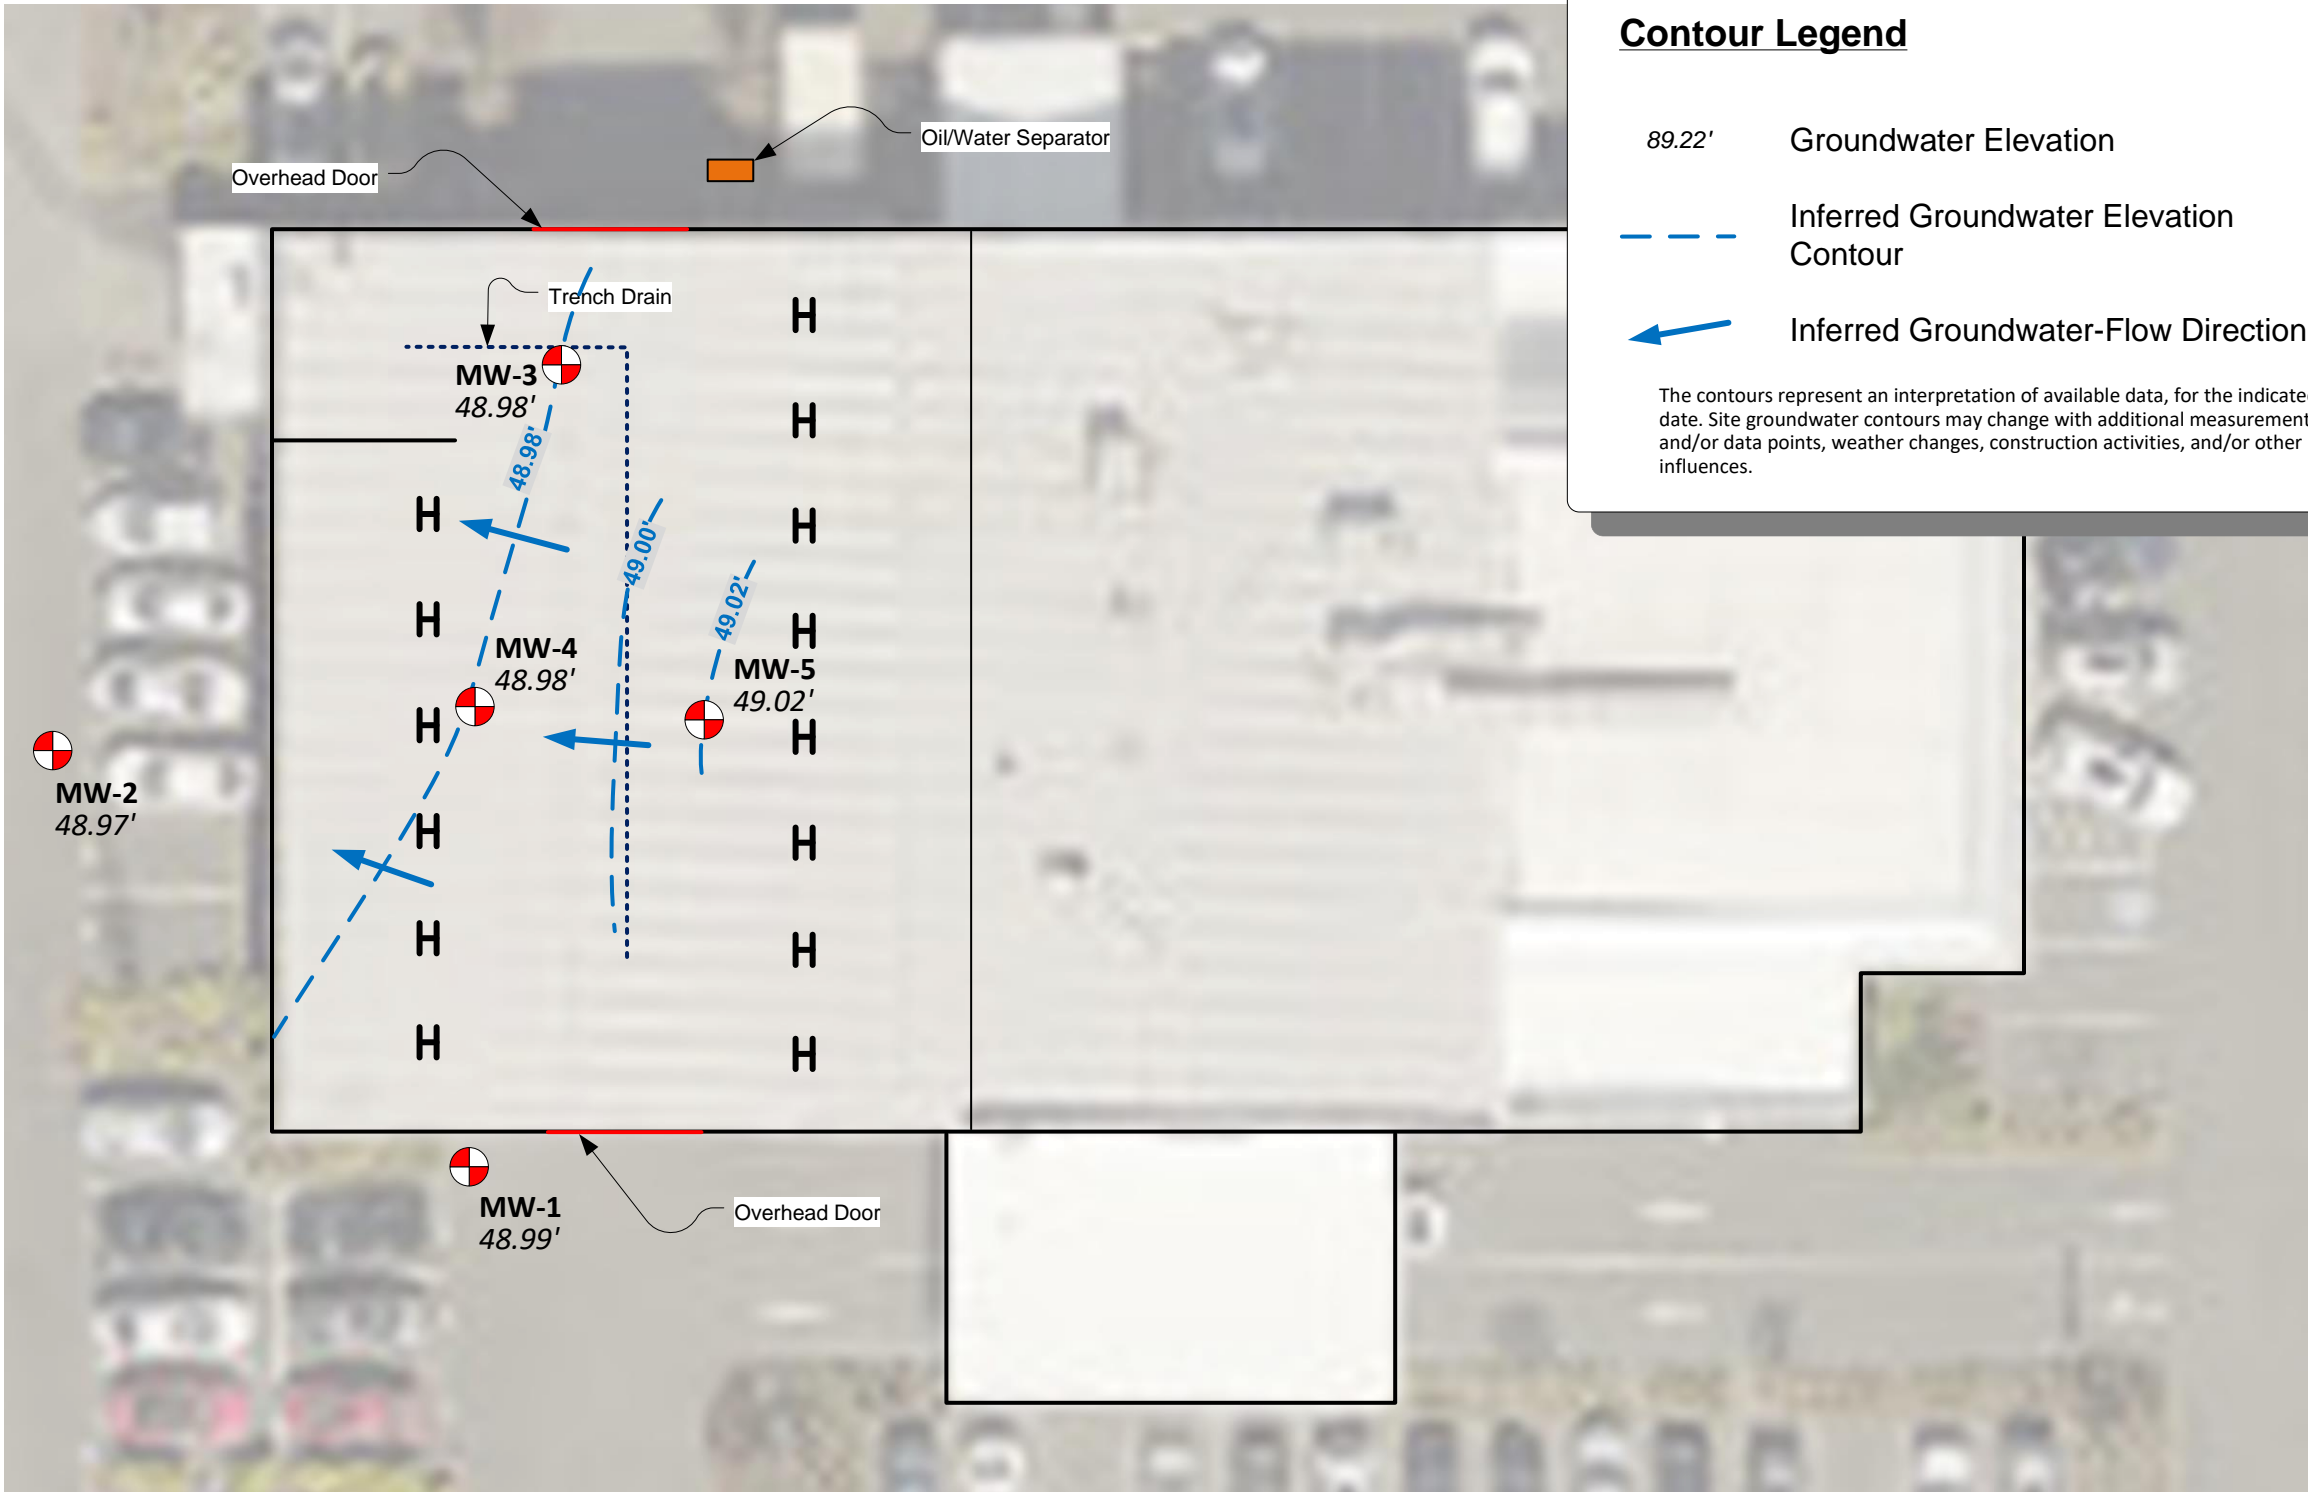 Contour Legend
89.22' Groundwater Elevation
Inferred Groundwater Elevation
Contour
Inferred Groundwater-Flow Direction
The contours represent an interpretation of available data, for the indicated
date. Site groundwater contours may change with additional measurement
and/or data points, weather changes, construction activities, and/or other
influences.
Oil/Water Separator
Overhead Door
Trench Drain
MW-3
48.98'
48.98'
49.00'
49.02'
MW-4
48.98'
MW-5
49.02'
MW-2
48.97'
MW-1
48.99'
Overhead Door
H
H
H
H
H
H
H
H
H
H
H
H
H
H